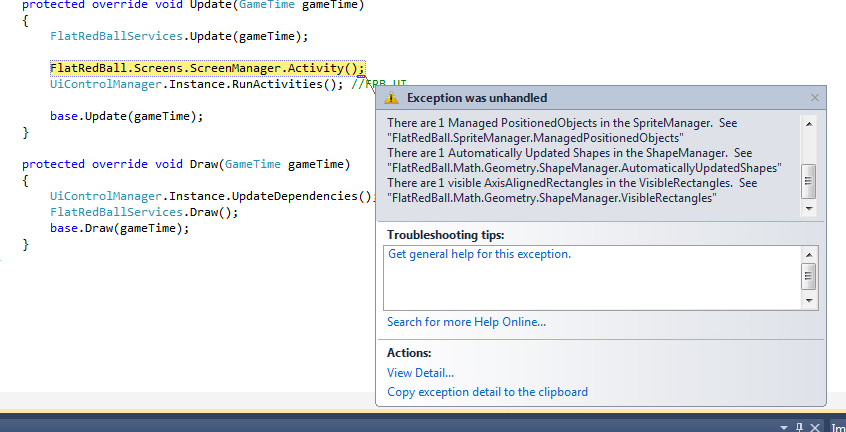 protected override void Update(GameTime gameTime)
{
FlatRedBallServices.Update(gameTime);
FlatRedBall.Screens.ScreenManager.Activity();
UiControlManager.Instance.RunActivities(); //FRB UI
base.Update(gameTime);
}
protected override void Draw(GameTime gameTime)
{
UiControlManager.Instance.UpdateDependencies();
FlatRedBallServices.Draw();
base.Draw(gameTime);
}
Exception was unhandled
There are 1 Managed PositionedObjects in the SpriteManager. See
"FlatRedBall.SpriteManager.ManagedPositionedObjects"
There are 1 Automatically Updated Shapes in the ShapeManager. See
"FlatRedBall.Math.Geometry.ShapeManager.AutomaticallyUpdatedShapes"
There are 1 visible AxisAlignedRectangles in the VisibleRectangles. See
"FlatRedBall.Math.Geometry.ShapeManager.VisibleRectangles"
Troubleshooting tips:
Get general help for this exception.
Search for more Help Online...
Actions:
View Detail...
Copy exception detail to the clipboard